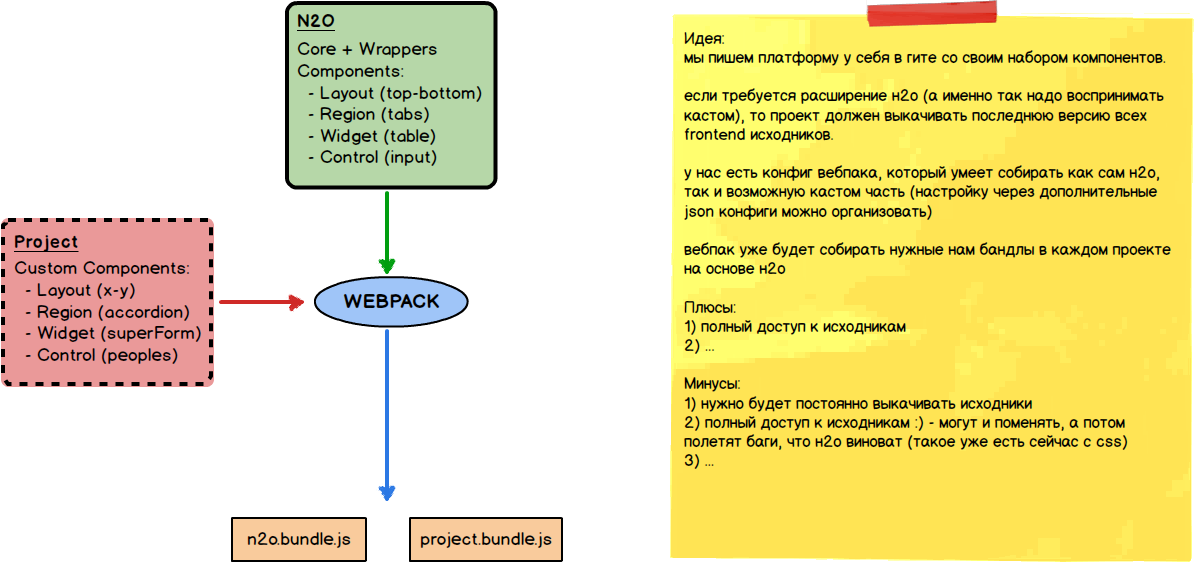 N2O
Core + Wrappers
Components:
- Layout (top-bottom)
- Region (tabs)
- Widget (table)
- Control (input)
Project
Custom Components:
- Layout (x-y)
- Region (accordion)
- Widget (superForm)
- Control (peoples)
WEBPACK
n2o.bundle.js
project.bundle.js
Идея:
мы пишем платформу у себя в гите со своим набором компонентов.
если требуется расширение н2о (а именно так надо воспринимать
кастом), то проект должен выкачивать последнюю версию всех
frontend исходников.
у нас есть конфиг вебпака, который умеет собирать как сам н2о,
так и возможную кастом часть (настройку через дополнительные
json конфиги можно организовать)
вебпак уже будет собирать нужные нам бандлы в каждом проекте
на основе н2о
Плюсы:
1) полный доступ к исходникам
2) ...
Минусы:
1) нужно будет постоянно выкачивать исходники
2) полный доступ к исходникам :) - могут и поменять, а потом
полетят баги, что н2о виноват (такое уже есть сейчас с css)
3) ...